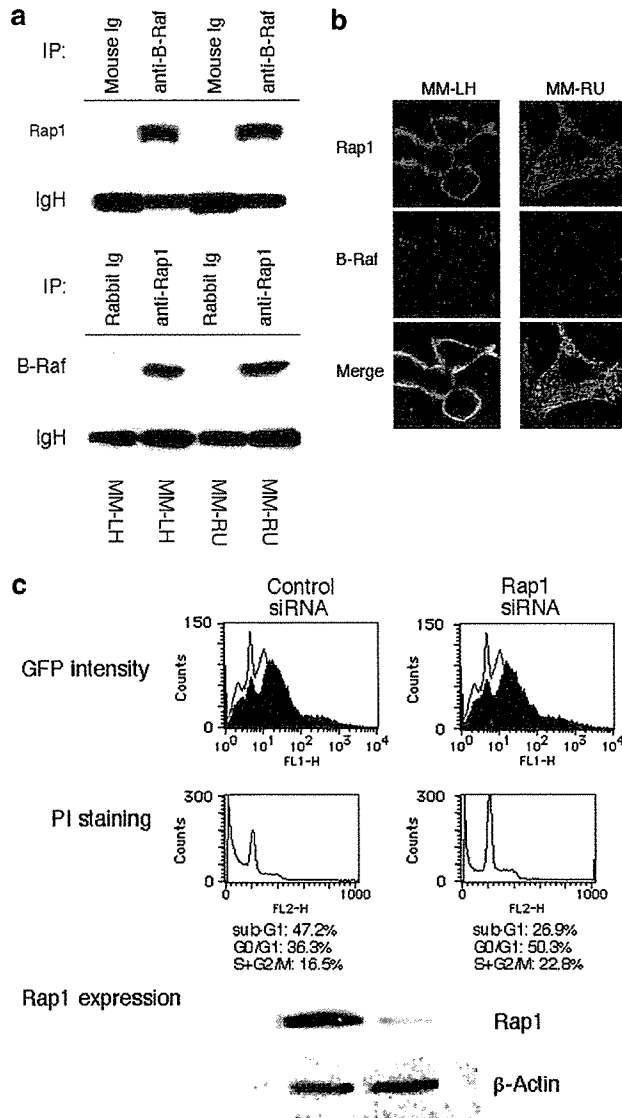 a
IP:
Mouse Ig
anti-B-Raf
Mouse Ig
anti-B-Raf
Rap1
IgH
IP:
Rabbit Ig
anti-Rap1
Rabbit Ig
anti-Rap1
B-Raf
IgH
MM-LH
MM-LH
MM-RU
MM-RU
b
MM-LH
MM-RU
Rap1
B-Raf
Merge
c
Control
siRNA
Rap1
siRNA
GFP intensity
150
Counts
0
10^0 10^1 10^2 10^3 10^4
FL1-H
150
Counts
0
10^0 10^1 10^2 10^3 10^4
FL1-H
PI staining
300
Counts
0
0 1000
FL2-H
300
Counts
0
0 1000
FL2-H
sub-G1: 47.2%
G0/G1: 36.3%
S+G2/M: 16.5%
sub-G1: 26.9%
G0/G1: 50.3%
S+G2/M: 22.8%
Rap1 expression
Rap1
β-Actin